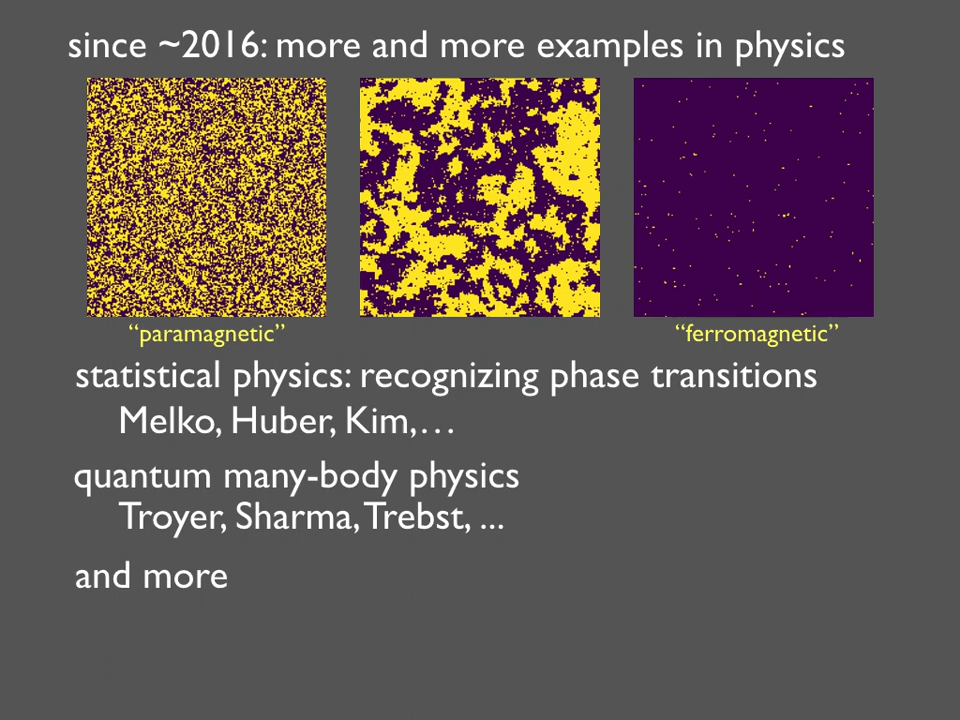 since ~2016: more and more examples in physics
“paramagnetic”
“ferromagnetic”
statistical physics: recognizing phase transitions
Melko, Huber, Kim,…
quantum many-body physics
Troyer, Sharma, Trebst, ...
and more